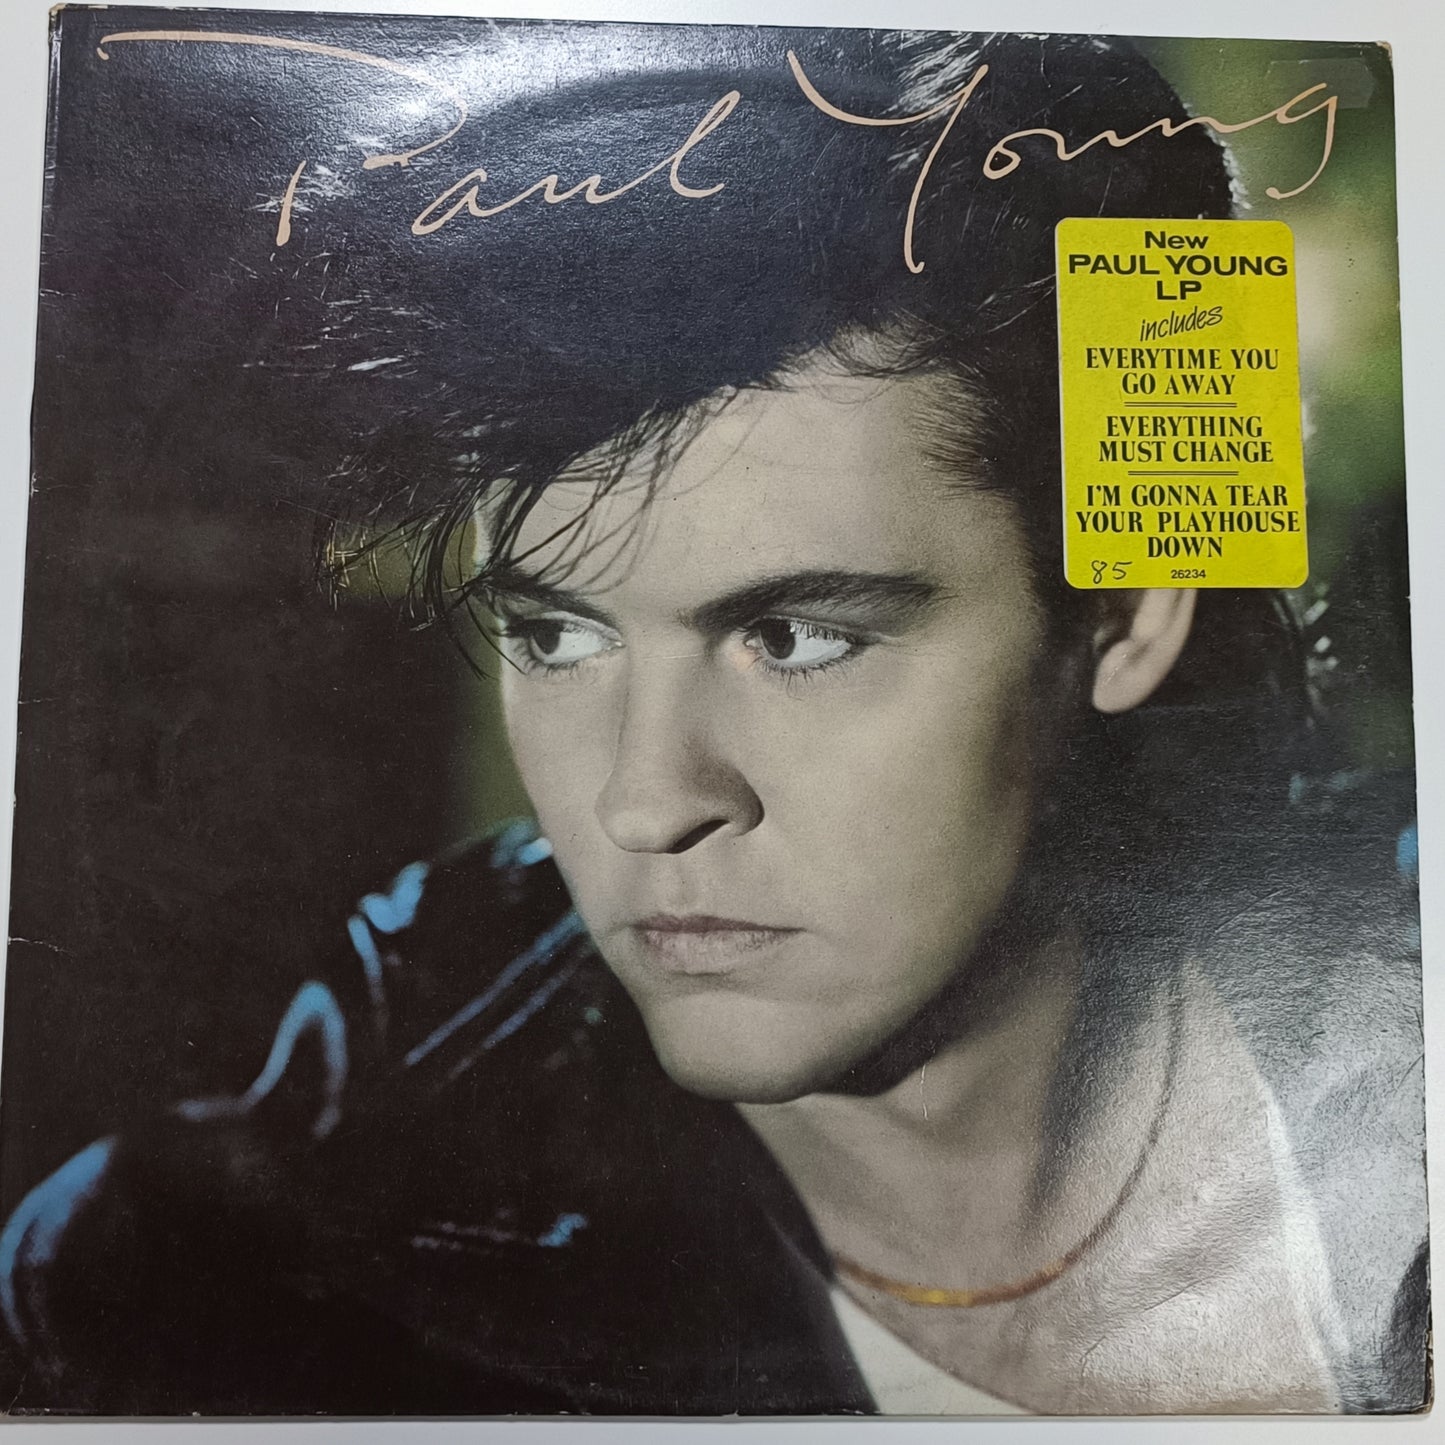 Paul Young
New
PAUL YOUNG
LP
includes
EVERYTIME YOU
GO AWAY
EVERYTHING
MUST CHANGE
I'M GONNA TEAR
YOUR PLAYHOUSE
DOWN
85 26234